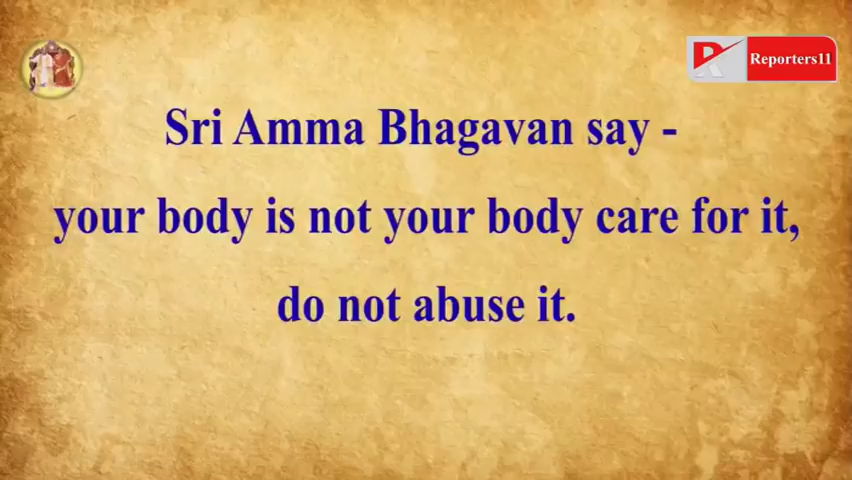 Reporters11
Sri Amma Bhagavan say -
your body is not your body care for it,
do not abuse it.